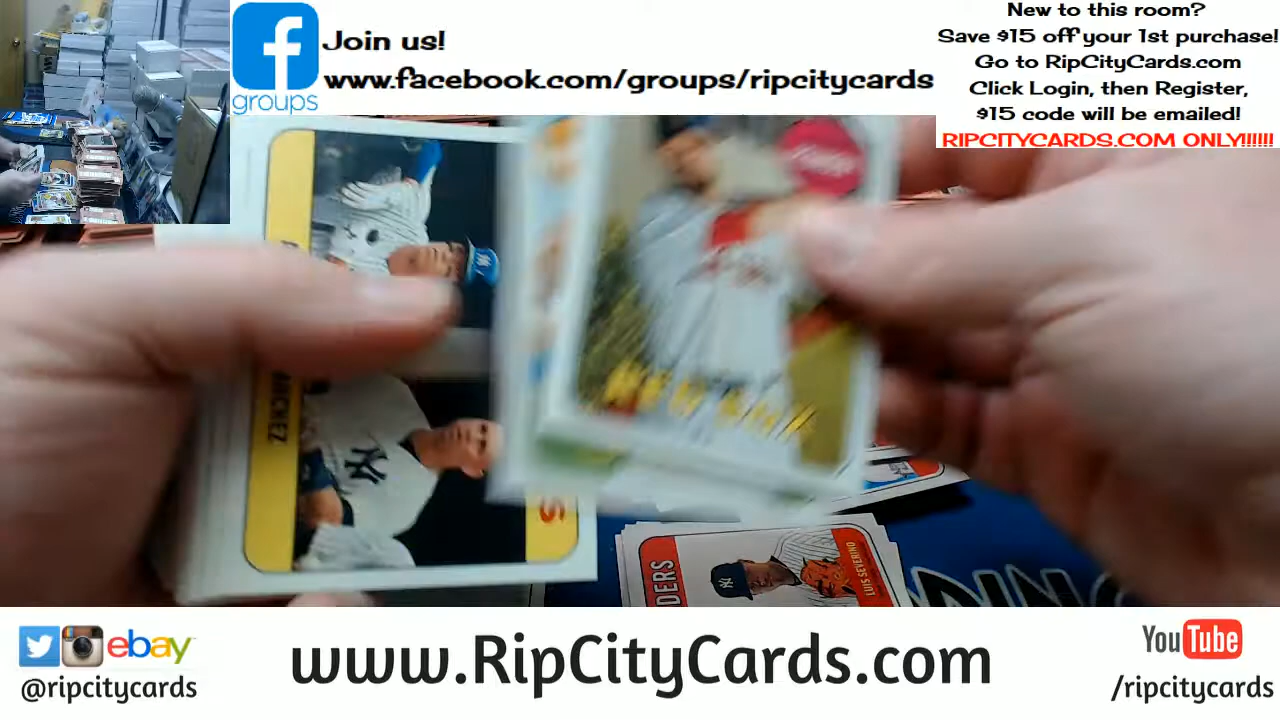 Join us!
www.facebook.com/groups/ripcitycards
groups
New to this room?
Save $15 off your 1st purchase!
Go to RipCityCards.com
Click Login, then Register,
$15 code will be emailed!
RIPCITYCARDS.COM ONLY!!!!!!
NY
LUIS SEVERINO
ebay
@ripcitycards
www.RipCityCards.com
YouTube
/ripcitycards